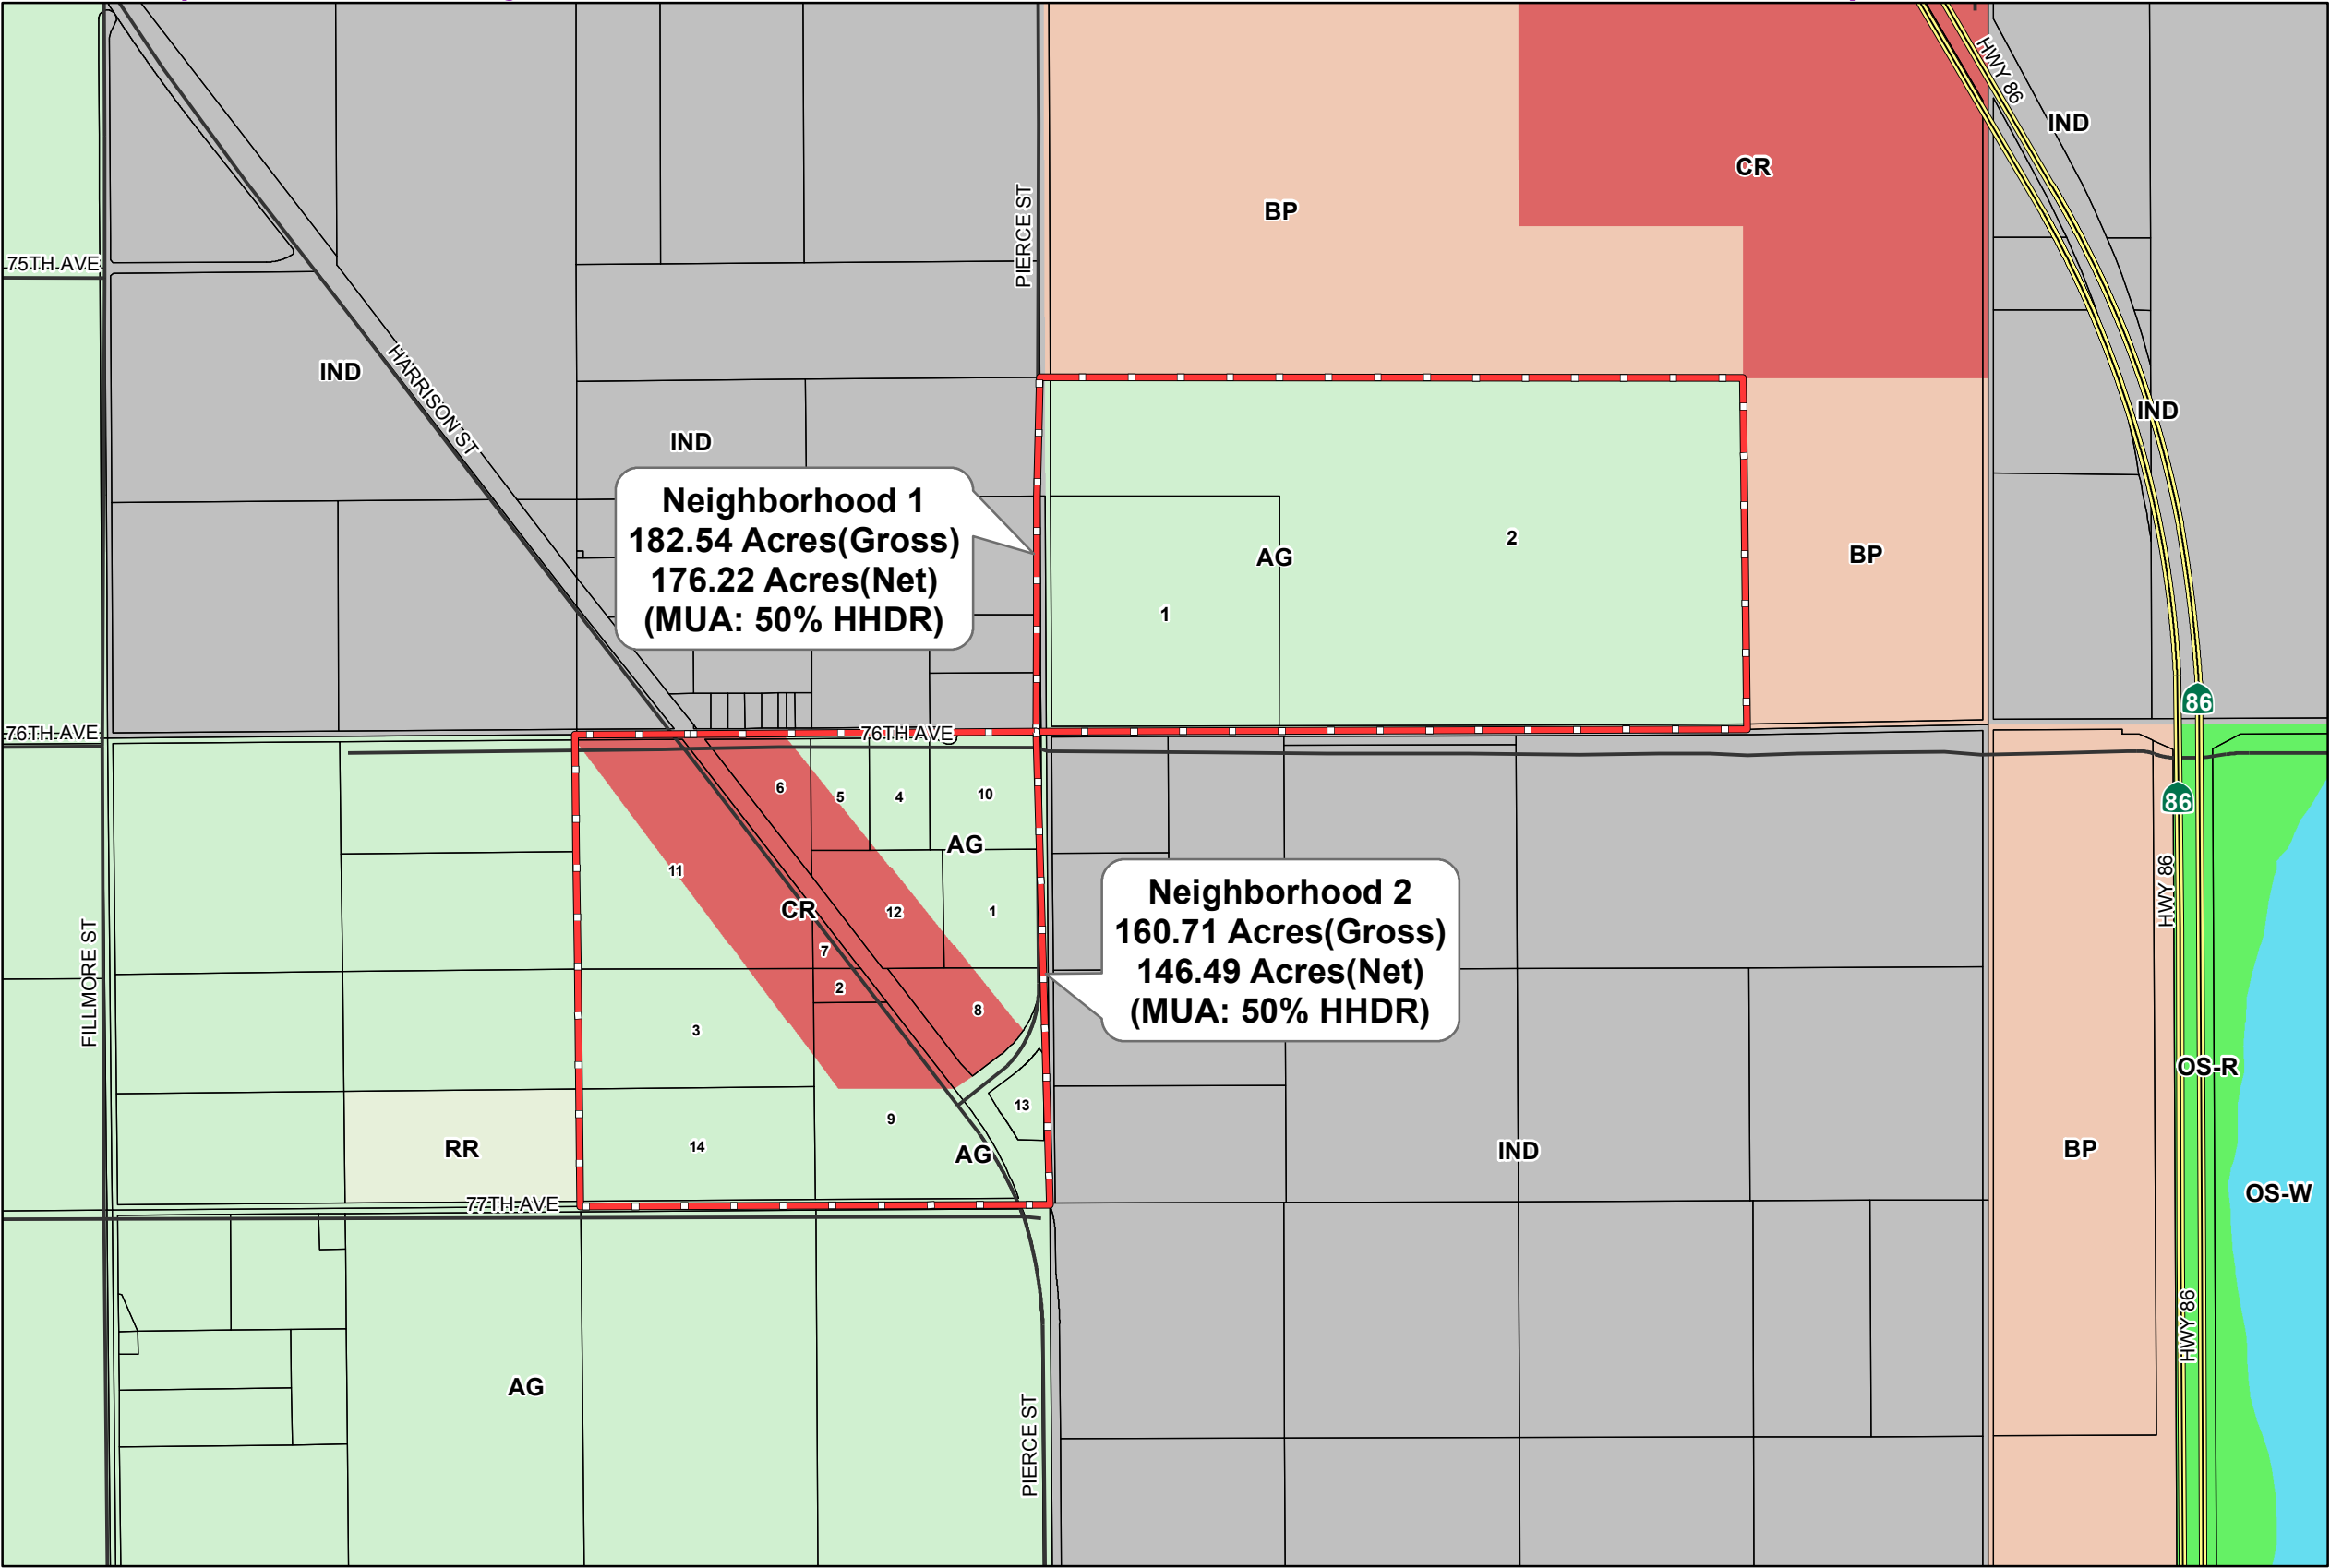 HWY 86
IND
CR
BP
PIERCE ST
75TH AVE
IND
HARRISON ST
IND
IND
Neighborhood 1
182.54 Acres(Gross)
176.22 Acres(Net)
(MUA: 50% HHDR)
2
AG
BP
1
86
76TH AVE
76TH AVE
6
5
4
10
86
AG
11
HWY 86
CR
12
1
Neighborhood 2
160.71 Acres(Gross)
146.49 Acres(Net)
(MUA: 50% HHDR)
7
2
FILLMORE ST
8
3
OS-R
13
9
RR
14
AG
IND
BP
OS-W
77TH AVE
HWY 86
AG
PIERCE ST